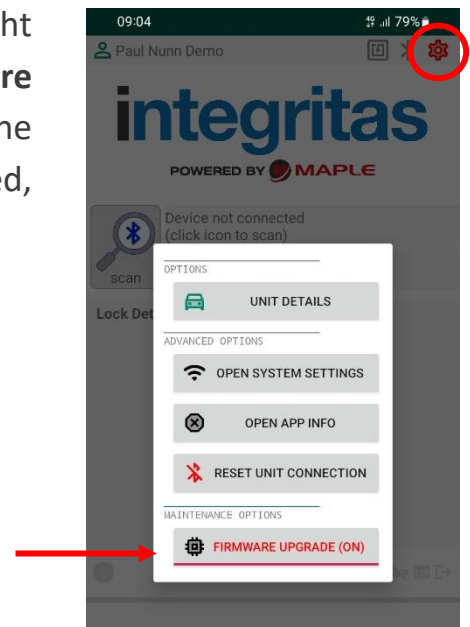 ght
re
ne
ed,
09:04
79%
Paul Nunn Demo
integritas
POWERED BY MAPLE
Device not connected
(click icon to scan)
scan
Lock Det
OPTIONS
UNIT DETAILS
ADVANCED OPTIONS
OPEN SYSTEM SETTINGS
OPEN APP INFO
RESET UNIT CONNECTION
MAINTENANCE OPTIONS
FIRMWARE UPGRADE (ON)